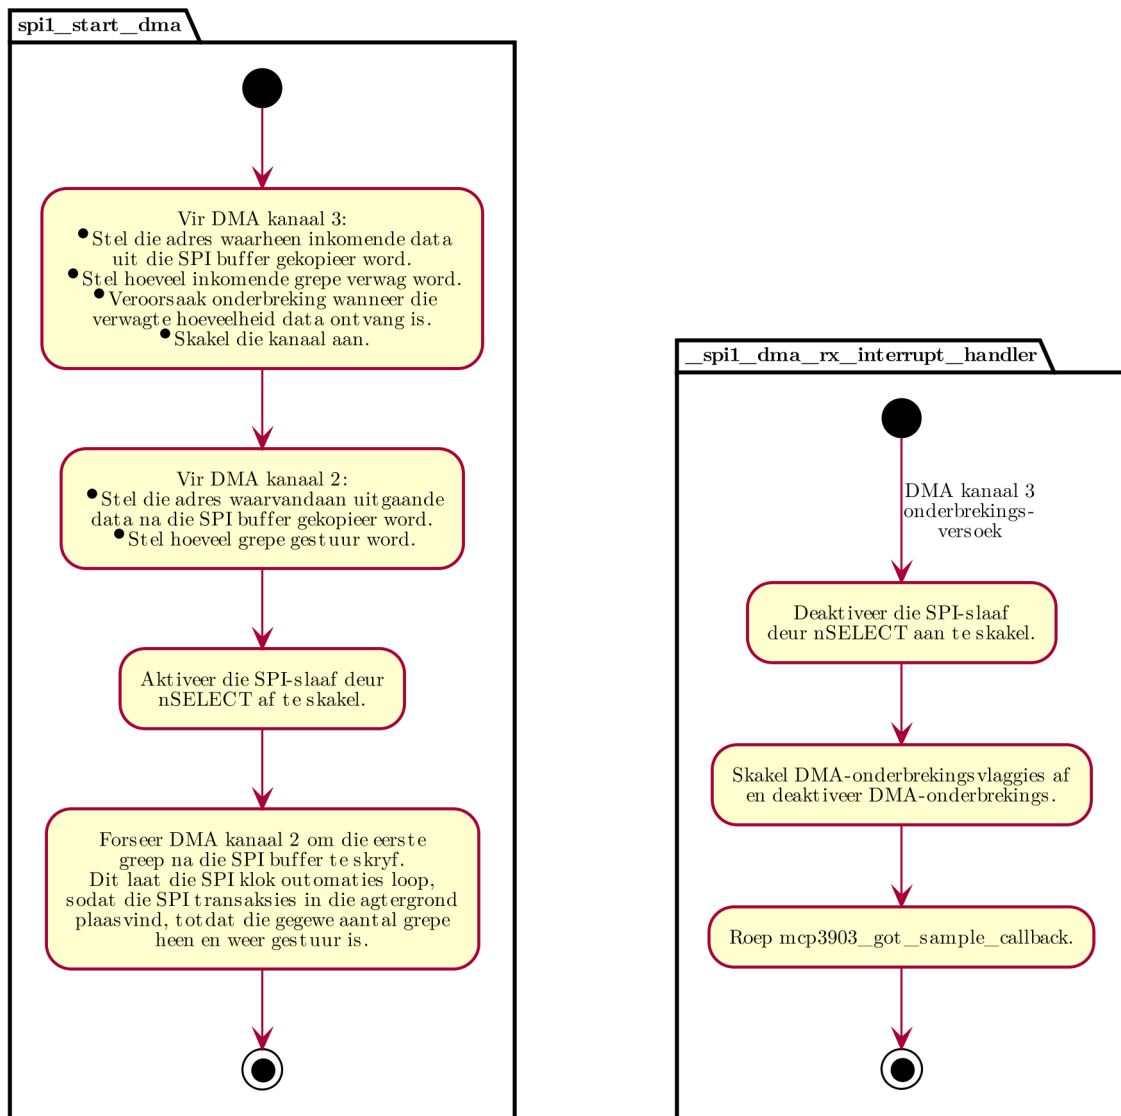 spi1_start_dma
Vir DMA kanaal 3:
•Stel die adres waarheen inkomende data
uit die SPI buffer gekopieer word.
•Stel hoeveel inkomende grepe verwag word.
•Veroorsaak onderbreking wanneer die
verwagte hoeveelheid data ontvang is.
•Skakel die kanaal aan.
Vir DMA kanaal 2:
•Stel die adres waarvandaan uitgaande
data na die SPI buffer gekopieer word.
•Stel hoeveel grepe gestuur word.
Aktiveer die SPI-slaaf deur
nSELECT af te skakel.
Forseer DMA kanaal 2 om die eerste
greep na die SPI buffer te skryf.
Dit laat die SPI klok outomaties loop,
sodat die SPI transaksies in die agtergrond
plaasvind, totdat die gegewe aantal grepe
heen en weer gestuur is.
_spi1_dma_rx_interrupt_handler
DMA kanaal 3
onderbrekings-
versoek
Deaktiveer die SPI-slaaf
deur nSELECT aan te skakel.
Skakel DMA-onderbrekingsvlaggies af
en deaktiveer DMA-onderbrekings.
Roep mcp3903_got_sample_callback.